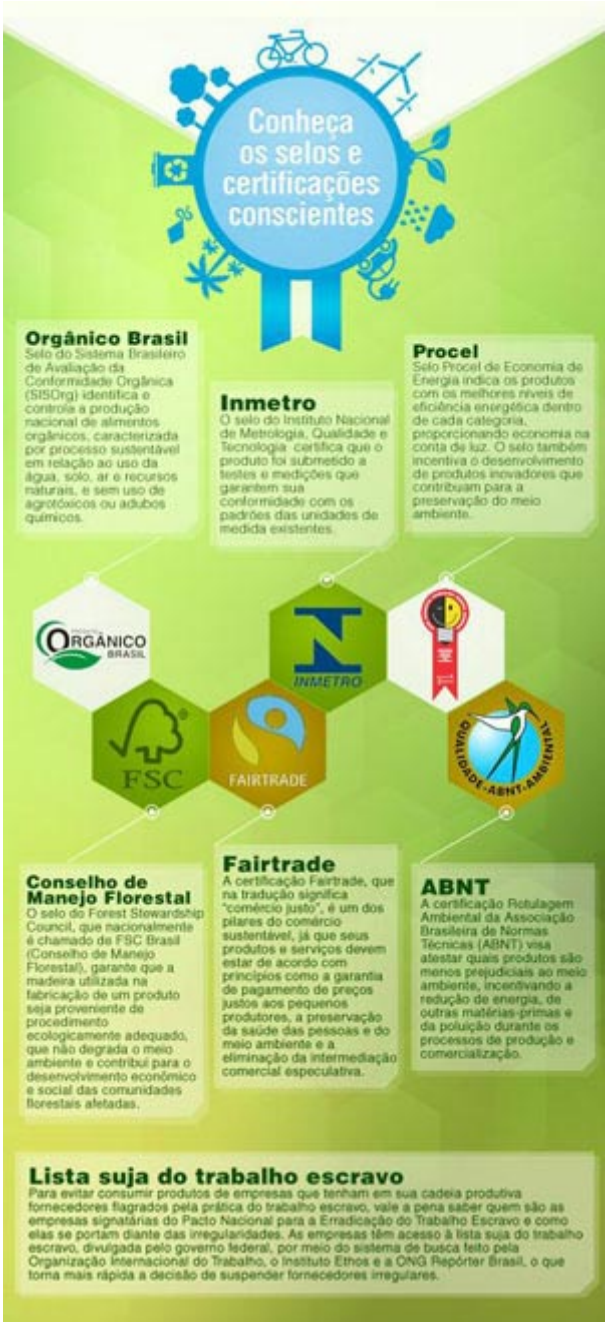 Conheça
os selos e
certificações
conscientes
Orgânico Brasil
Selo do Sistema Brasileiro
de Avaliação da
Conformidade Orgânica
(SISOrg) identifica e
controla a produção
nacional de alimentos
orgânicos, caracterizada
por processo sustentável
em relação ao uso da
água, solo, ar e recursos
naturais, e sem uso de
agrotóxicos ou adubos
químicos.
Inmetro
O selo do Instituto Nacional
de Metrologia, Qualidade e
Tecnologia certifica que o
produto foi submetido a
testes e medições que
garantem sua
conformidade com os
padrões das unidades de
medida existentes.
Procel
Selo Procel de Economia de
Energia indica os produtos
com os melhores níveis de
eficiência energética dentro
de cada categoria,
proporcionando economia na
conta de luz. O selo também
incentiva o desenvolvimento
de produtos inovadores que
contribuam para a
preservação do meio
ambiente.
ORGÂNICO
BRASIL
INMETRO
FSC
FAIRTRADE
QUALIDADE-ABNT-AMBIENTAL
Conselho de
Manejo Florestal
O selo do Forest Stewardship
Council, que nacionalmente
é chamado de FSC Brasil
(Conselho de Manejo
Florestal), garante que a
madeira utilizada na
fabricação de um produto
seja proveniente de
procedimento
ecologicamente adequado,
que não degrada o meio
ambiente e contribui para o
desenvolvimento econômico
e social das comunidades
florestais afetadas.
Fairtrade
A certificação Fairtrade, que
na tradução significa
"comércio justo", é um dos
pilares do comércio
sustentável, já que seus
produtos e serviços devem
estar de acordo com
princípios como a garantia
de pagamento de preços
justos aos pequenos
produtores, a preservação
da saúde das pessoas e do
meio ambiente e a
eliminação da intermediação
comercial especulativa.
ABNT
A certificação Rotulagem
Ambiental da Associação
Brasileira de Normas
Técnicas (ABNT) visa
atestar quais produtos são
menos prejudiciais ao meio
ambiente, incentivando a
redução de energia, de
outras matérias-primas e
da poluição durante os
processos de produção e
comercialização.
Lista suja do trabalho escravo
Para evitar consumir produtos de empresas que tenham em sua cadeia produtiva
fornecedores flagrados pela prática do trabalho escravo, vale a pena saber quem são as
empresas signatárias do Pacto Nacional para a Erradicação do Trabalho Escravo e como
elas se portam diante das irregularidades. As empresas têm acesso à lista suja do trabalho
escravo, divulgada pelo governo federal, por meio do sistema de busca feito pela
Organização Internacional do Trabalho, o Instituto Ethos e a ONG Repórter Brasil, o que
torna mais rápida a decisão de suspender fornecedores irregulares.